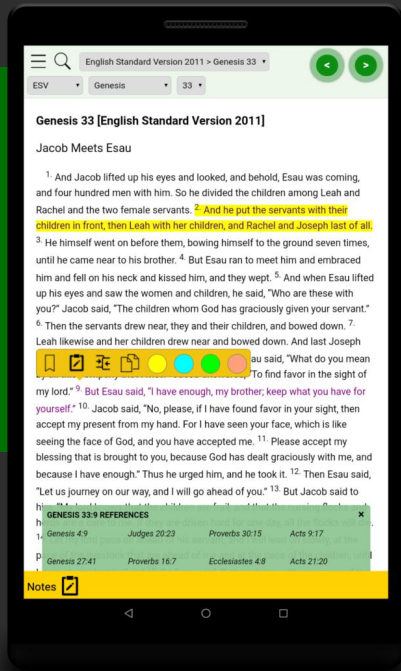 English Standard Version 2011 > Genesis 33
< >
ESV Genesis 33
Genesis 33 [English Standard Version 2011]
Jacob Meets Esau
1. And Jacob lifted up his eyes and looked, and behold, Esau was coming,
and four hundred men with him. So he divided the children among Leah and
Rachel and the two female servants. 2. And he put the servants with their
children in front, then Leah with her children, and Rachel and Joseph last of all.
3. He himself went on before them, bowing himself to the ground seven times,
until he came near to his brother. 4. But Esau ran to meet him and embraced
him and fell on his neck and kissed him, and they wept. 5. And when Esau lifted
up his eyes and saw the women and children, he said, “Who are these with
you?” Jacob said, “The children whom God has graciously given your servant.”
6. Then the servants drew near, they and their children, and bowed down. 7.
Leah likewise and her children drew near and bowed down. And last Joseph
au said, “What do you mean
“To find favor in the sight of
my lord.” 9. But Esau said, “I have enough, my brother; keep what you have for
yourself.” 10. Jacob said, “No, please, if I have found favor in your sight, then
accept my present from my hand. For I have seen your face, which is like
seeing the face of God, and you have accepted me. 11. Please accept my
blessing that is brought to you, because God has dealt graciously with me, and
because I have enough.” Thus he urged him, and he took it. 12. Then Esau said,
“Let us journey on our way, and I will go ahead of you.” 13. But Jacob said to
GENESIS 33:9 REFERENCES ×
Genesis 4:9 Judges 20:23 Proverbs 30:15 Acts 9:17
Genesis 27:41 Proverbs 16:7 Ecclesiastes 4:8 Acts 21:20
Notes